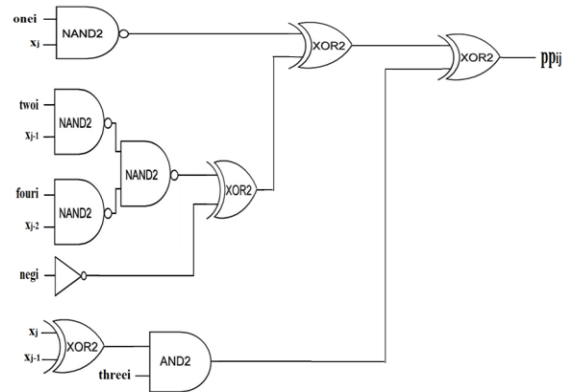 onei
xj
NAND2
XOR2
XOR2
ppij
twoi
xj-1
NAND2
NAND2
fouri
xj-2
NAND2
XOR2
negi
xj
xj-1
XOR2
AND2
threei